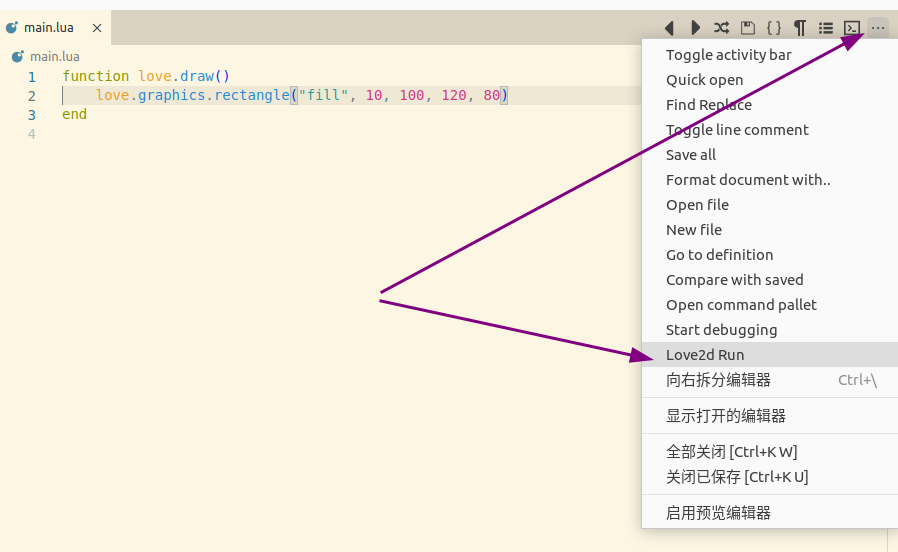 main.lua
main.lua
1 function love.draw()
2 love.graphics.rectangle("fill", 10, 100, 120, 80)
3 end
4
Toggle activity bar
Quick open
Find Replace
Toggle line comment
Save all
Format document with..
Open file
New file
Go to definition
Compare with saved
Open command pallet
Start debugging
Love2d Run
向右拆分编辑器 Ctrl+\
显示打开的编辑器
全部关闭 [Ctrl+K W]
关闭已保存 [Ctrl+K U]
启用预览编辑器